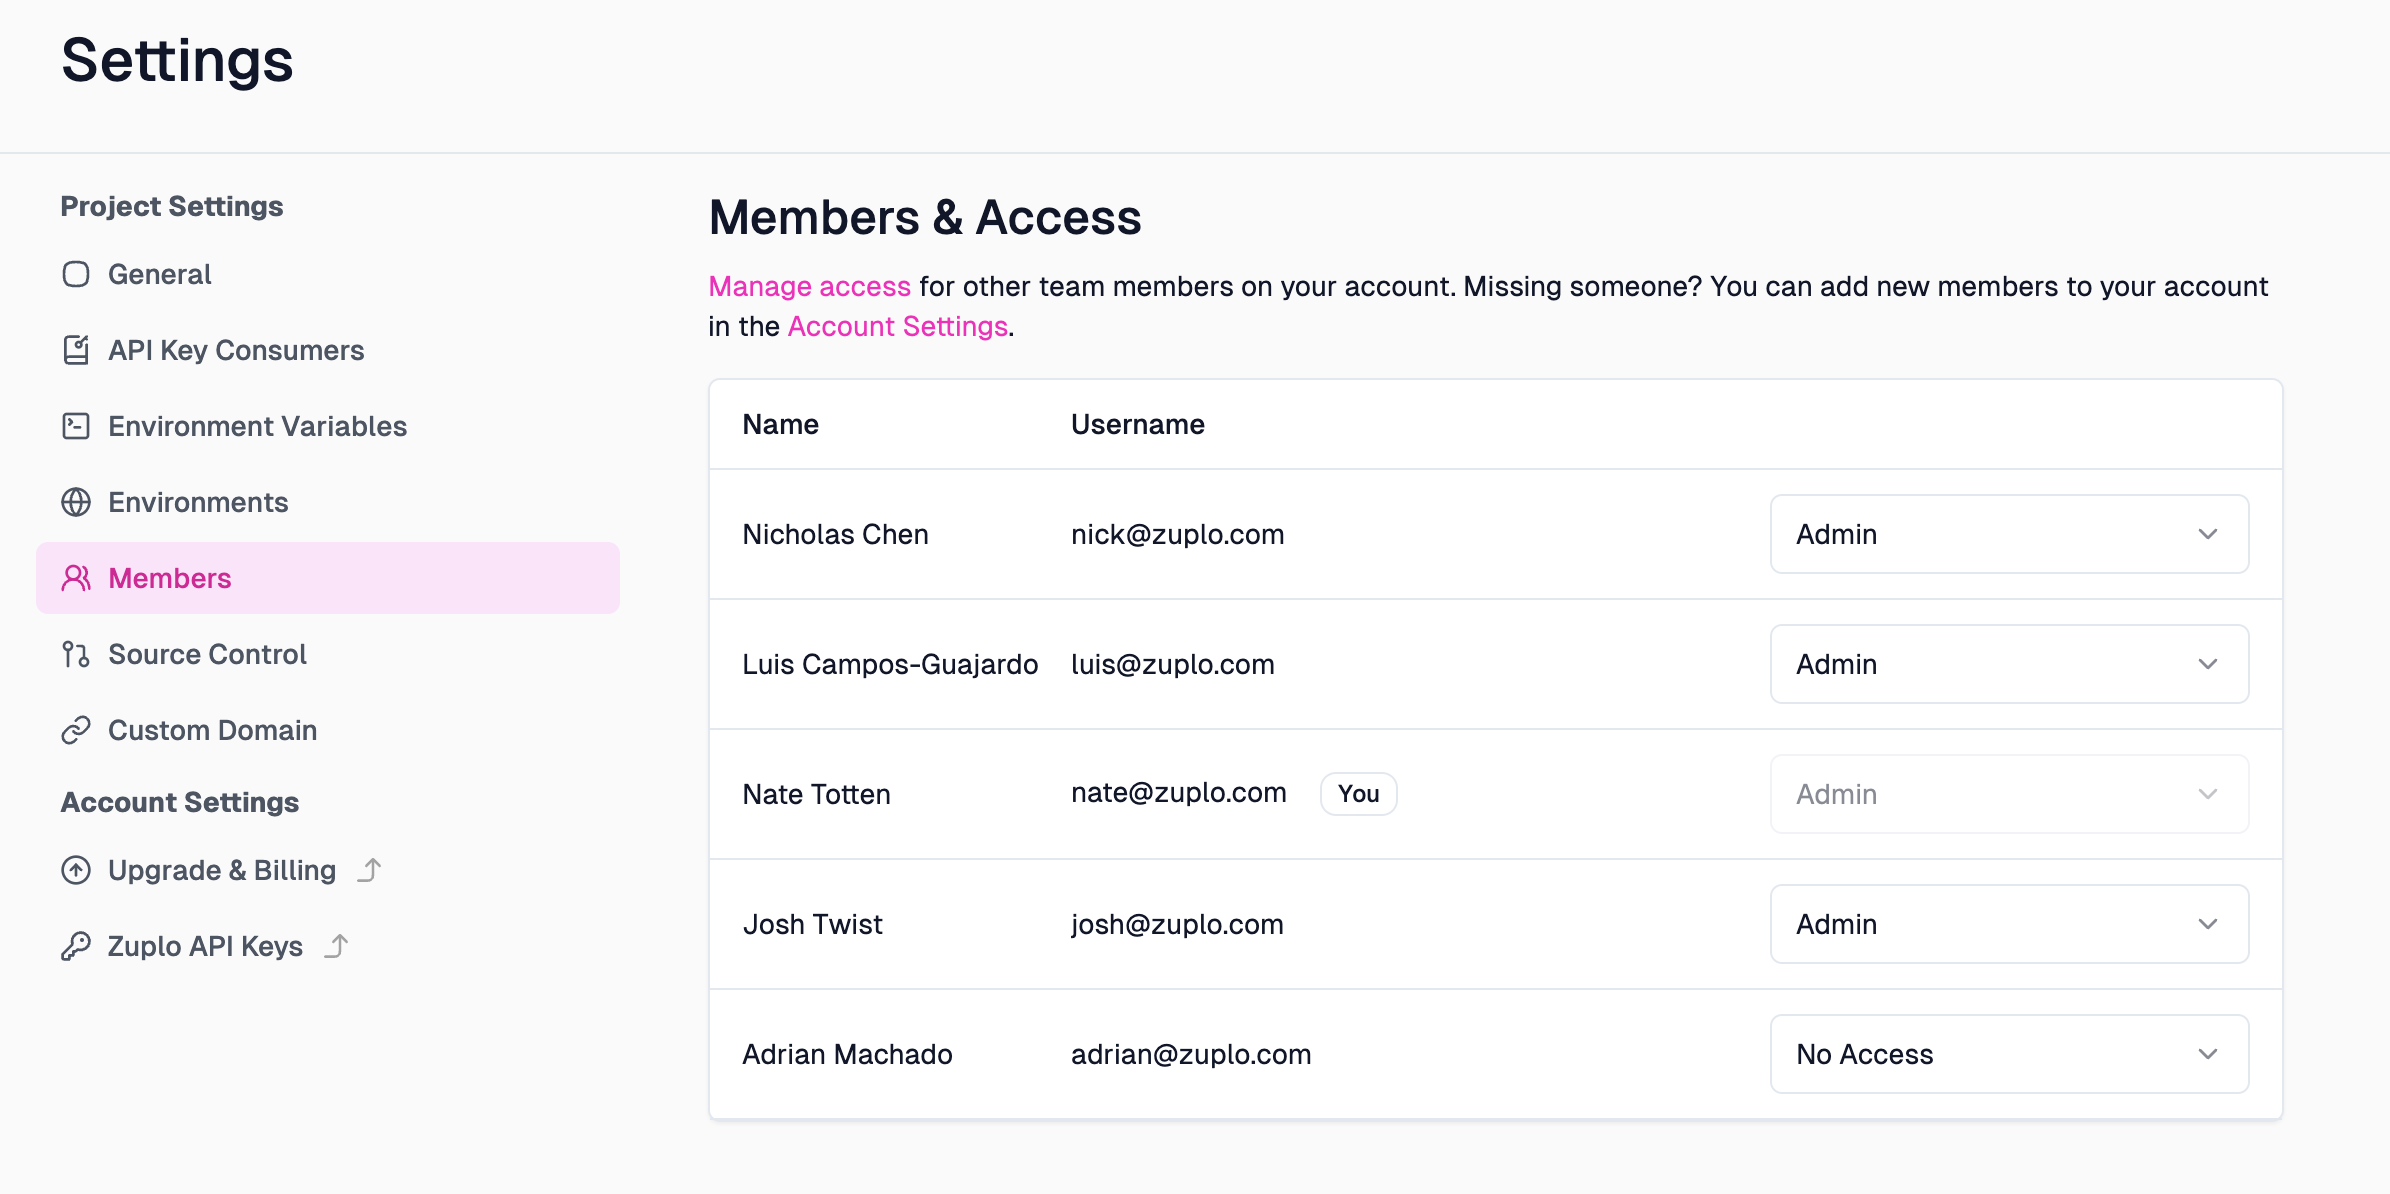 Settings
Project Settings
General
API Key Consumers
Environment Variables
Environments
Members
Source Control
Custom Domain
Account Settings
Upgrade & Billing
Zuplo API Keys
Members & Access
Manage access for other team members on your account. Missing someone? You can add new members to your account
in the Account Settings.
Name Username
Nicholas Chen nick@zuplo.com Admin
Luis Campos-Guajardo luis@zuplo.com Admin
Nate Totten nate@zuplo.com You Admin
Josh Twist josh@zuplo.com Admin
Adrian Machado adrian@zuplo.com No Access